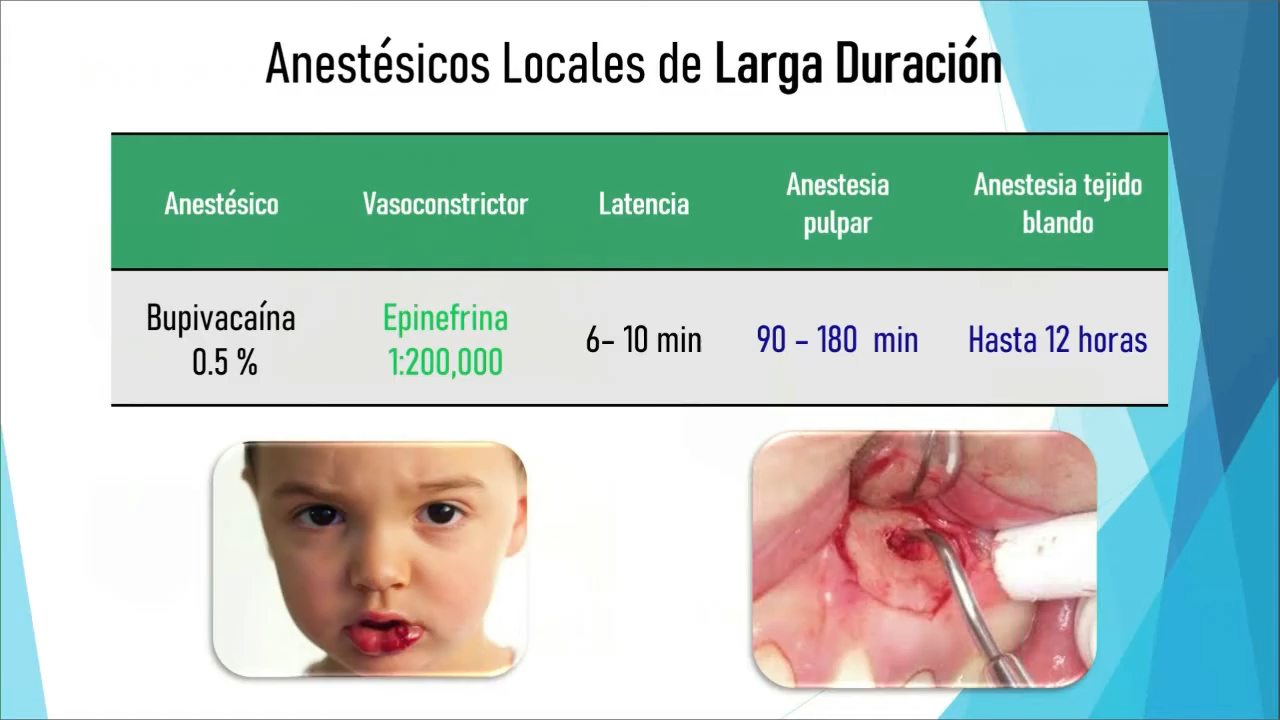 Anestésicos Locales de Larga Duración
Anestésico
Vasoconstrictor
Latencia
Anestesia
pulpar
Anestesia tejido
blando
Bupivacaína
0.5 %
Epinefrina
1:200,000
6– 10 min
90 – 180 min
Hasta 12 horas